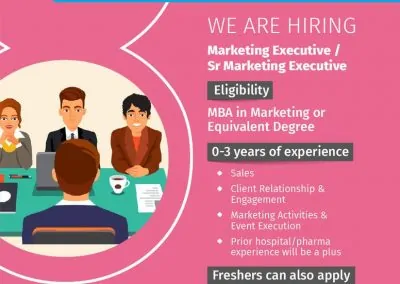 WE ARE HIRING
Marketing Executive /
Sr Marketing Executive
Eligibility
MBA in Marketing or
Equivalent Degree
0-3 years of experience
Sales
Client Relationship &
Engagement
Marketing Activities &
Event Execution
Prior hospital/pharma
experience will be a plus
Freshers can also apply